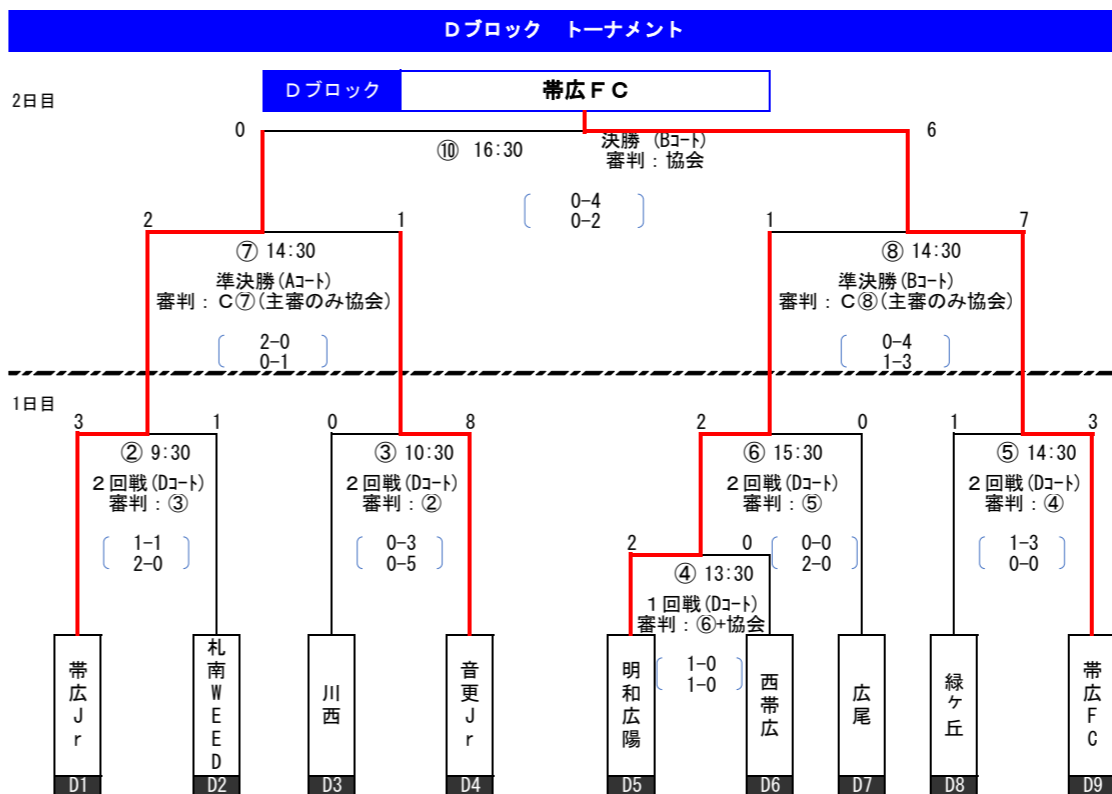 Dブロック　トーナメント
2日目
Dブロック
帯広FC
0
6
⑩ 16:30
決勝 (Bコート)
審判：協会
0-4
0-2
2
1
⑦ 14:30
準決勝(Aコート)
審判：C⑦(主審のみ協会)
2-0
0-1
1
7
⑧ 14:30
準決勝(Bコート)
審判：C⑧(主審のみ協会)
0-4
1-3
1日目
3
1
② 9:30
2回戦(Dコート)
審判：③
1-1
2-0
0
8
③ 10:30
2回戦(Dコート)
審判：②
0-3
0-5
2
0
⑥ 15:30
2回戦(Dコート)
審判：⑤
0-0
2-0
1
3
⑤ 14:30
2回戦(Dコート)
審判：④
1-3
0-0
2
0
④ 13:30
1回戦(Dコート)
審判：⑥+協会
1-0
1-0
帯広Jr
札南WEED
川西
音更Jr
明和広陽
西帯広
広尾
緑ケ丘
帯広FC
D1
D2
D3
D4
D5
D6
D7
D8
D9